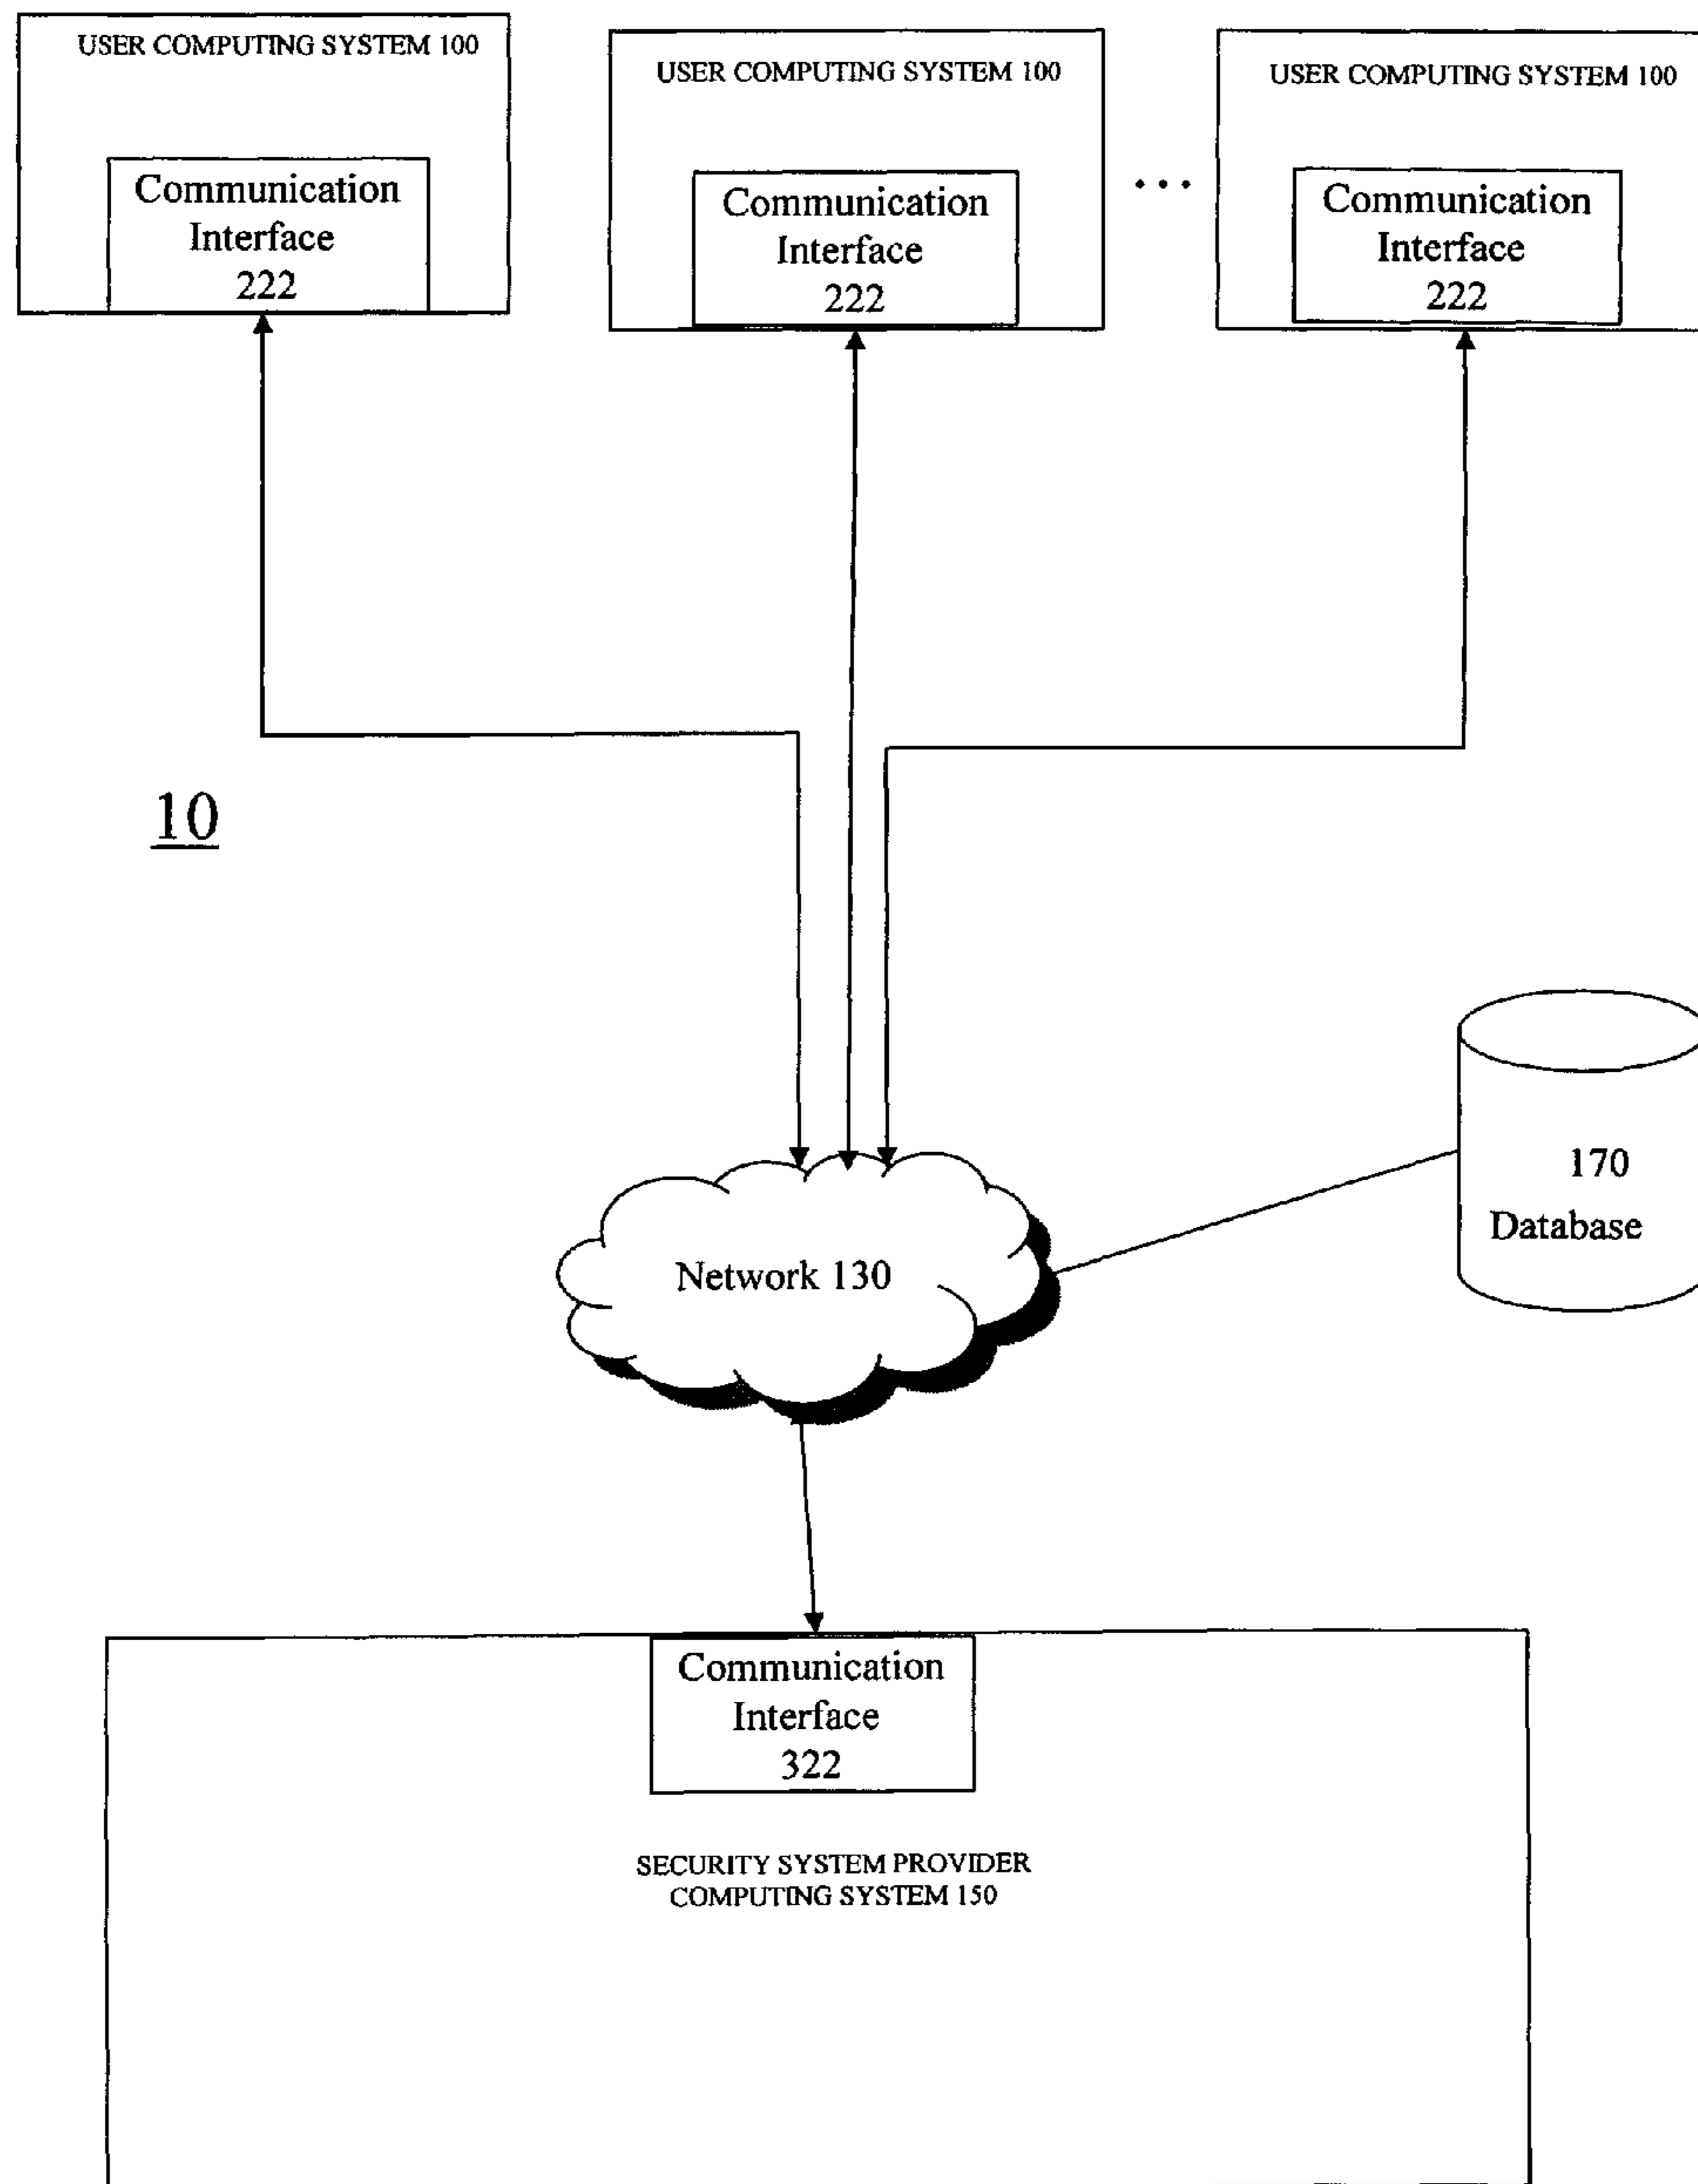 USER COMPUTING SYSTEM 100
Communication
Interface
222
USER COMPUTING SYSTEM 100
Communication
Interface
222
...
USER COMPUTING SYSTEM 100
Communication
Interface
222
10
170
Database
Network 130
Communication
Interface
322
SECURITY SYSTEM PROVIDER
COMPUTING SYSTEM 150